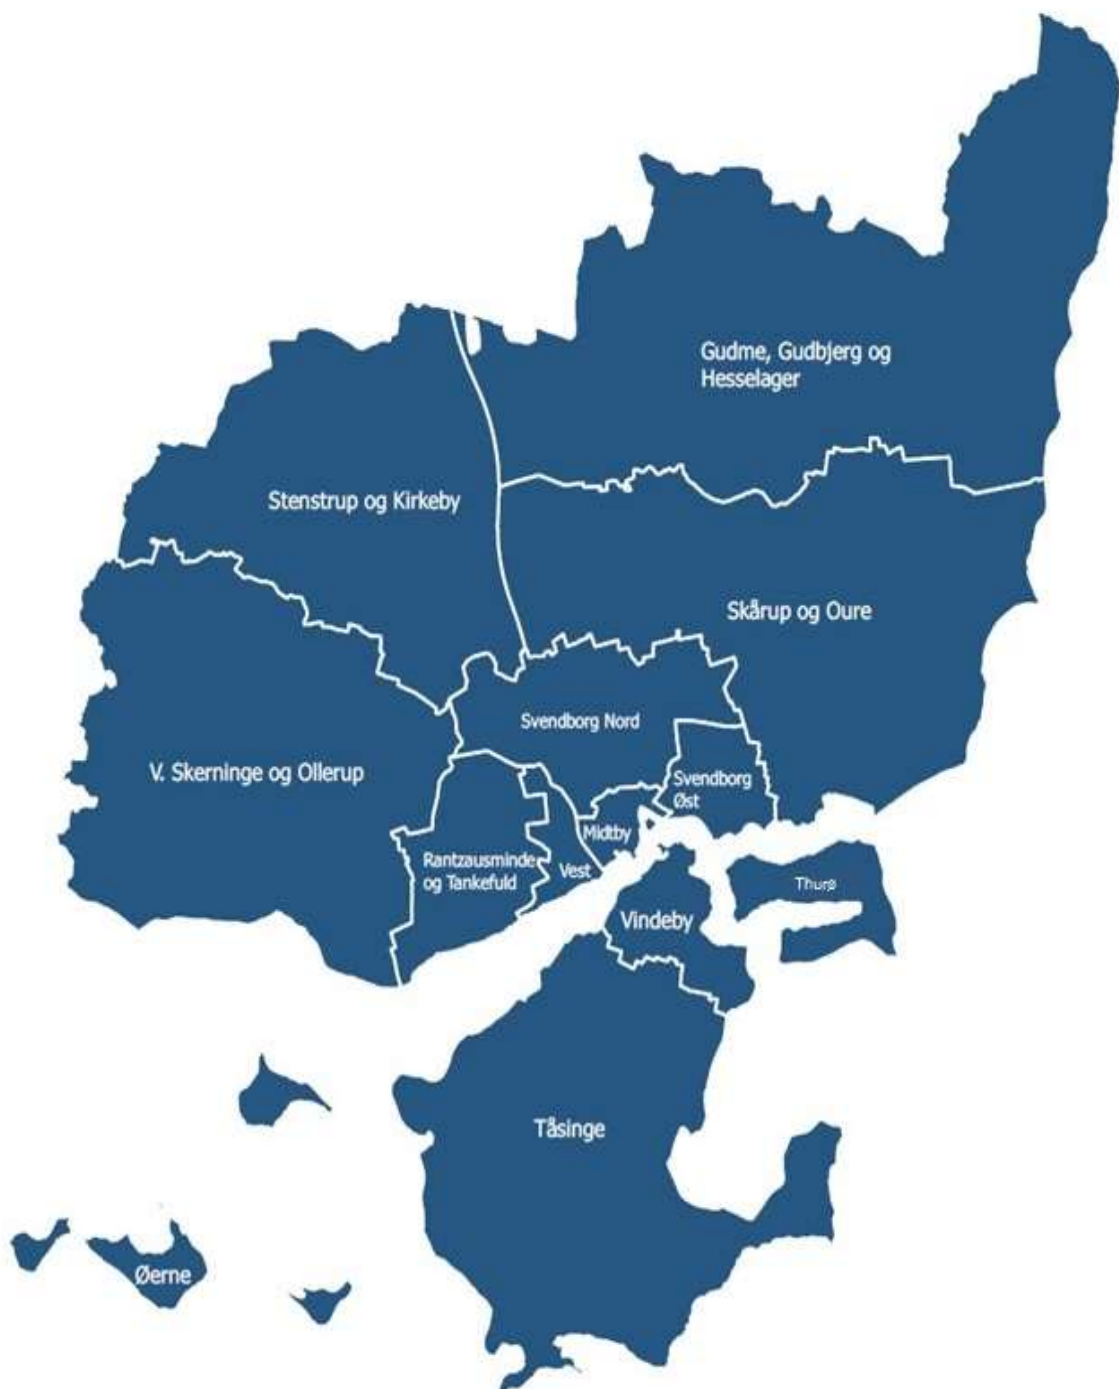 Gudme, Gudbjerg og
Hesselager
Stenstrup og Kirkeby
Skårup og Oure
Svendborg Nord
V. Skerninge og Ollerup
Svendborg
Øst
Midtby
Rantzausminde
og Tankefuld
Vest
Thurø
Vindeby
Tåsinge
Øerne